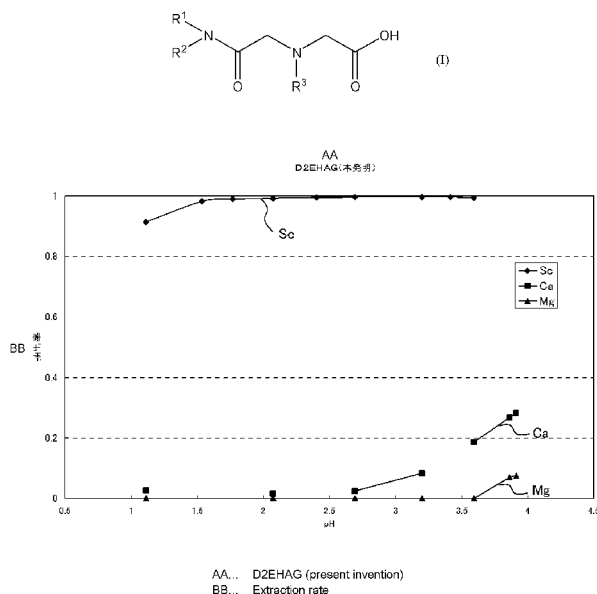 R¹
R²
N
O
N
R³
OH
O
(I)
AA
D2EHAG(本発明)
1
0.8
0.6
0.4
0.2
0
BB
Sc
Sc
Ca
Mg
Ca
Mg
0.5
1
1.5
2
2.5
3
3.5
4
4.5
pH
AA... D2EHAG (present invention)
BB... Extraction rate